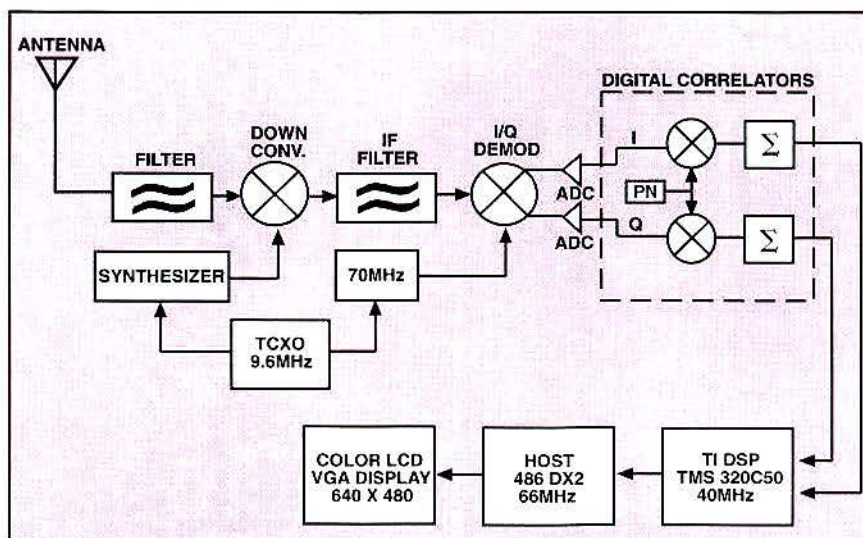 ANTENNA
DIGITAL CORRELATORS
DOWN
CONV.
IF
FILTER
I/Q
DEMOD
FILTER
I
Σ
ADC
PN
Q
ADC
Σ
SYNTHESIZER
70MHz
TCXO
9.6MHz
COLOR LCD
VGA DISPLAY
640 X 480
HOST
486 DX2
66MHz
TI DSP
TMS 320C50
40MHz